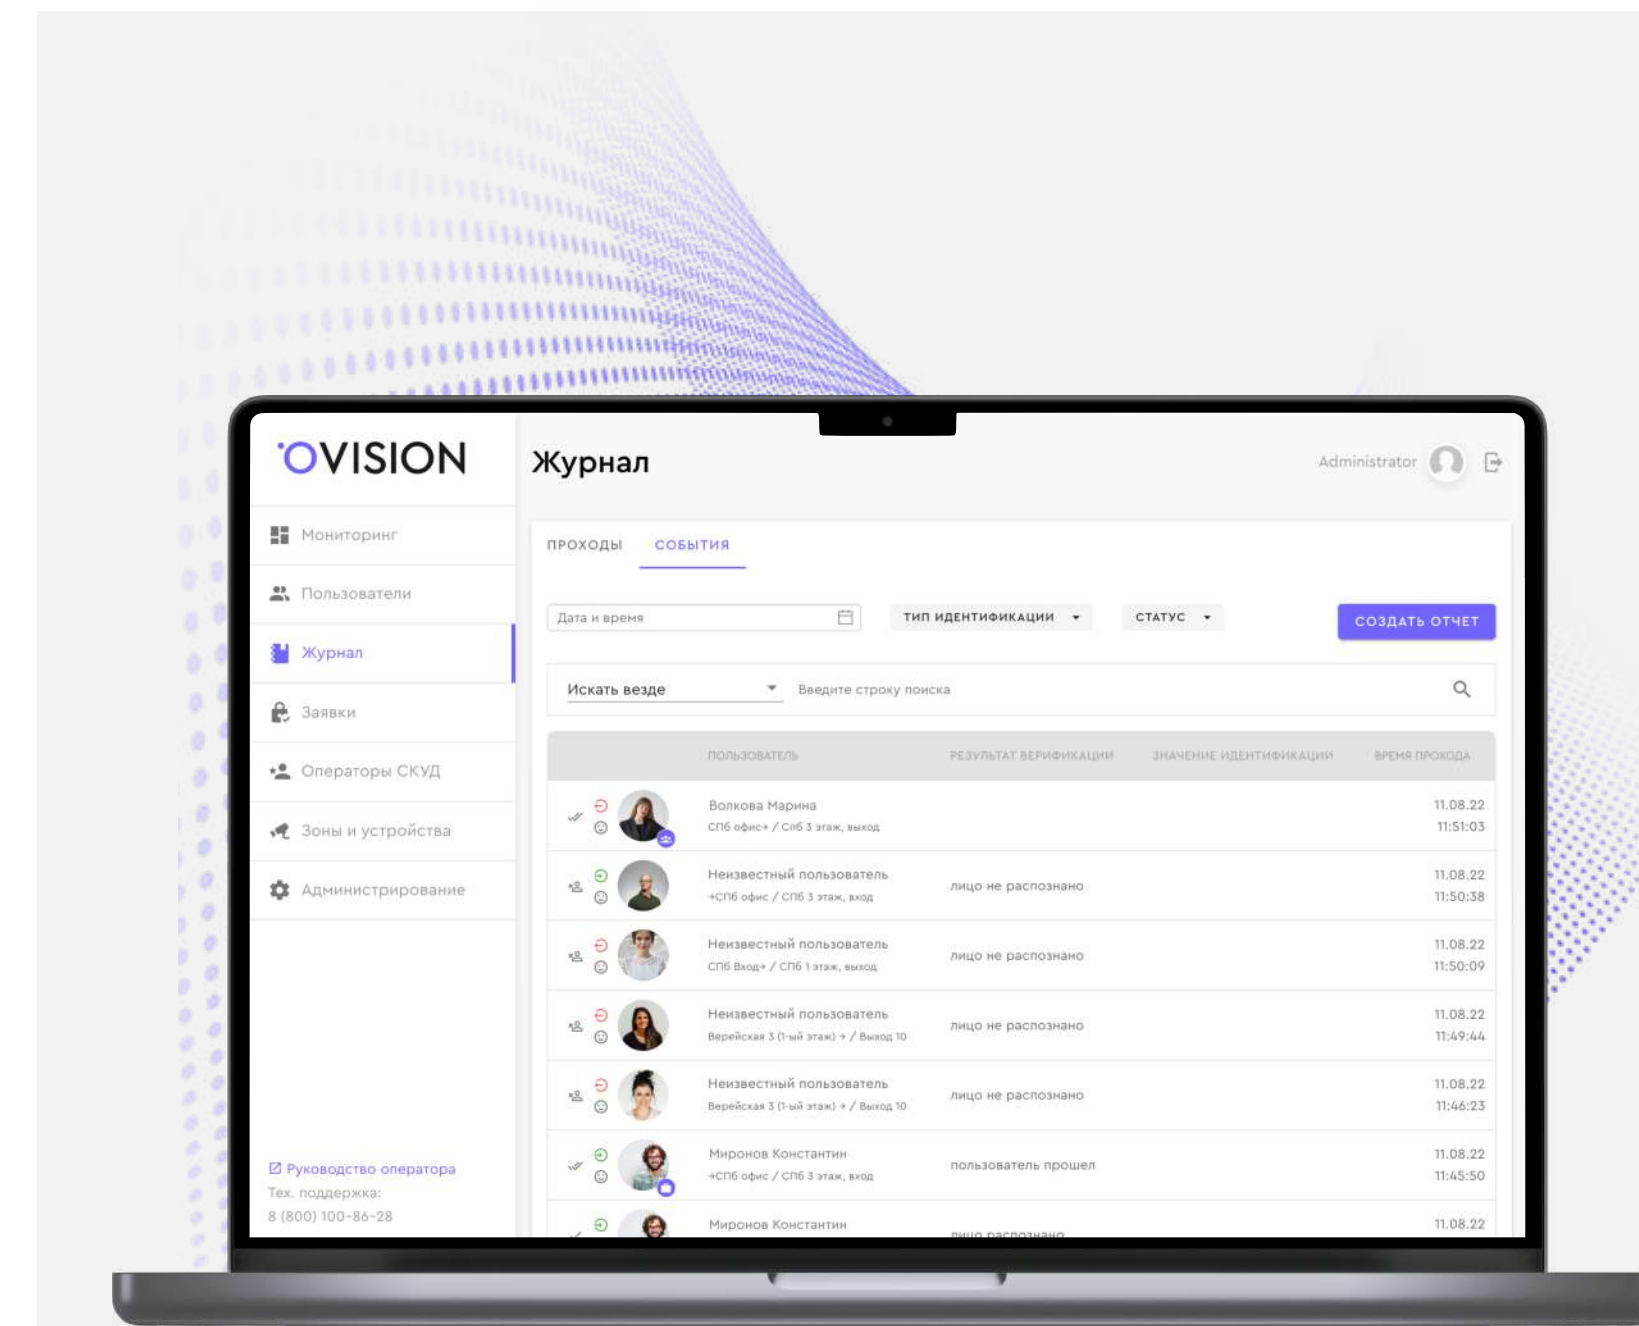 OVISION
Журнал
Administrator
Мониторинг
Пользователи
Журнал
Заявки
Операторы СКУД
Зоны и устройства
Администрирование
Руководство оператора
Тех. поддержка:
8 (800) 100-86-28
ПРОХОДЫ СОБЫТИЯ
Дата и время ТИП ИДЕНТИФИКАЦИИ СТАТУС СОЗДАТЬ ОТЧЕТ
Искать везде Введите строку поиска
ПОЛЬЗОВАТЕЛЬ РЕЗУЛЬТАТ ВЕРИФИКАЦИИ ЗНАЧЕНИЕ ИДЕНТИФИКАЦИИ ВРЕМЯ ПРОХОДА
Волкова Марина 11.08.22
СПб офис→ / Спб 3 этаж, выход 11:51:03
Неизвестный пользователь лицо не распознано 11.08.22
→СПб офис / СПб 3 этаж, вход 11:50:38
Неизвестный пользователь лицо не распознано 11.08.22
СПб Вход→ / СПб 1 этаж, выход 11:50:09
Неизвестный пользователь лицо не распознано 11.08.22
Верейская 3 (1-ый этаж) → / Выход 10 11:49:44
Неизвестный пользователь лицо не распознано 11.08.22
Верейская 3 (1-ый этаж) → / Выход 10 11:46:23
Миронов Константин пользователь прошел 11.08.22
→СПб офис / СПб 3 этаж, вход 11:45:50
Миронов Константин 11.08.22
лицо распознано